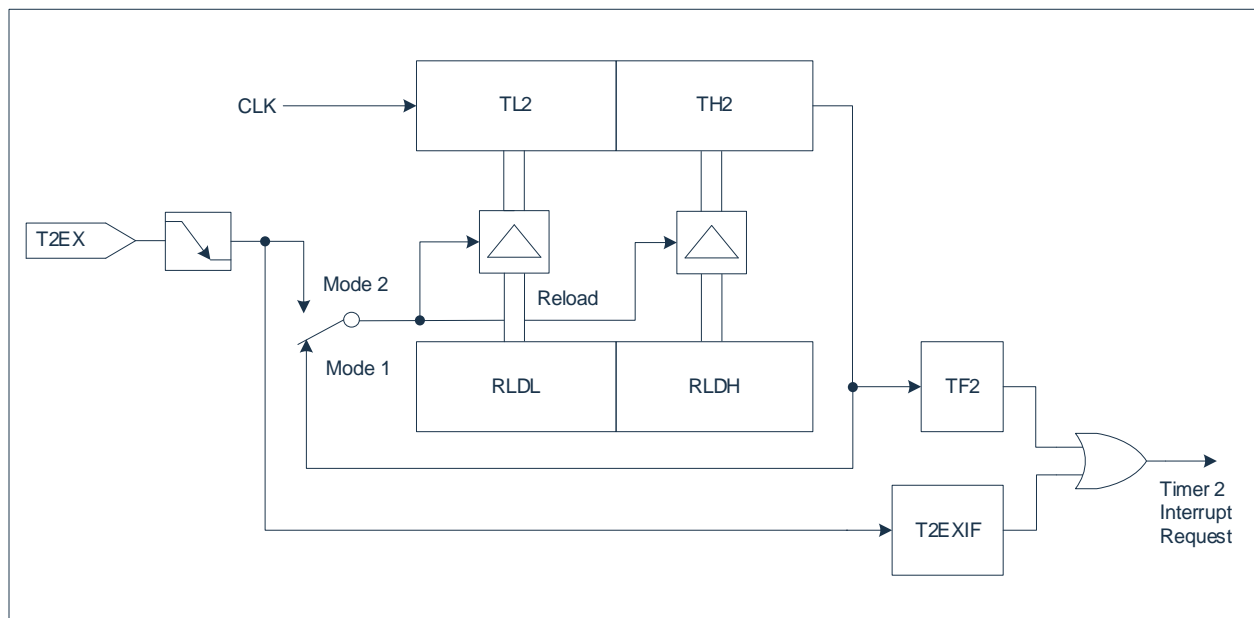 CLK
TL2
TH2
T2EX
Mode 2
Reload
Mode 1
RLDL
RLDH
TF2
T2EXIF
Timer 2
Interrupt
Request